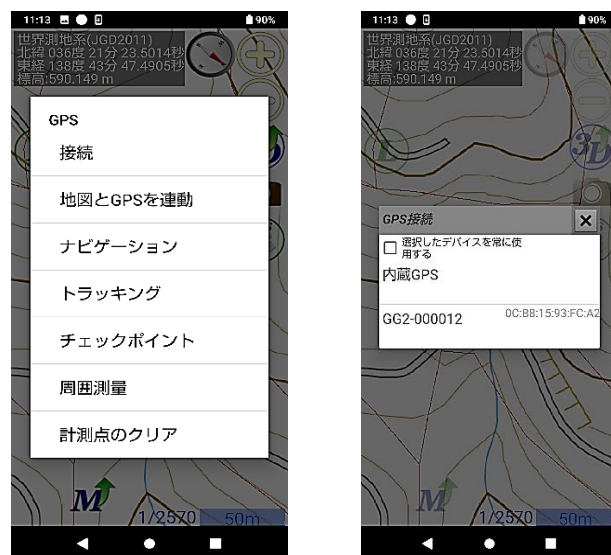 11:13
90%
世界測地系(JGD2011)
北緯 036度 21分 23.5014秒
東経 138度 43分 47.4905秒
標高:590.149 m
GPS
接続
地図とGPSを連動
ナビゲーション
トラッキング
チェックポイント
周囲測量
計測点のクリア
M
1/2570
50m
11:13
90%
世界測地系(JGD2011)
北緯 036度 21分 23.5014秒
東経 138度 43分 47.4905秒
標高:590.149 m
3D
GPS接続
選択したデバイスを常に使
用する
内蔵GPS
GG2-000012
0C:B8:15:93:FC:A2
M
1/2570
50m